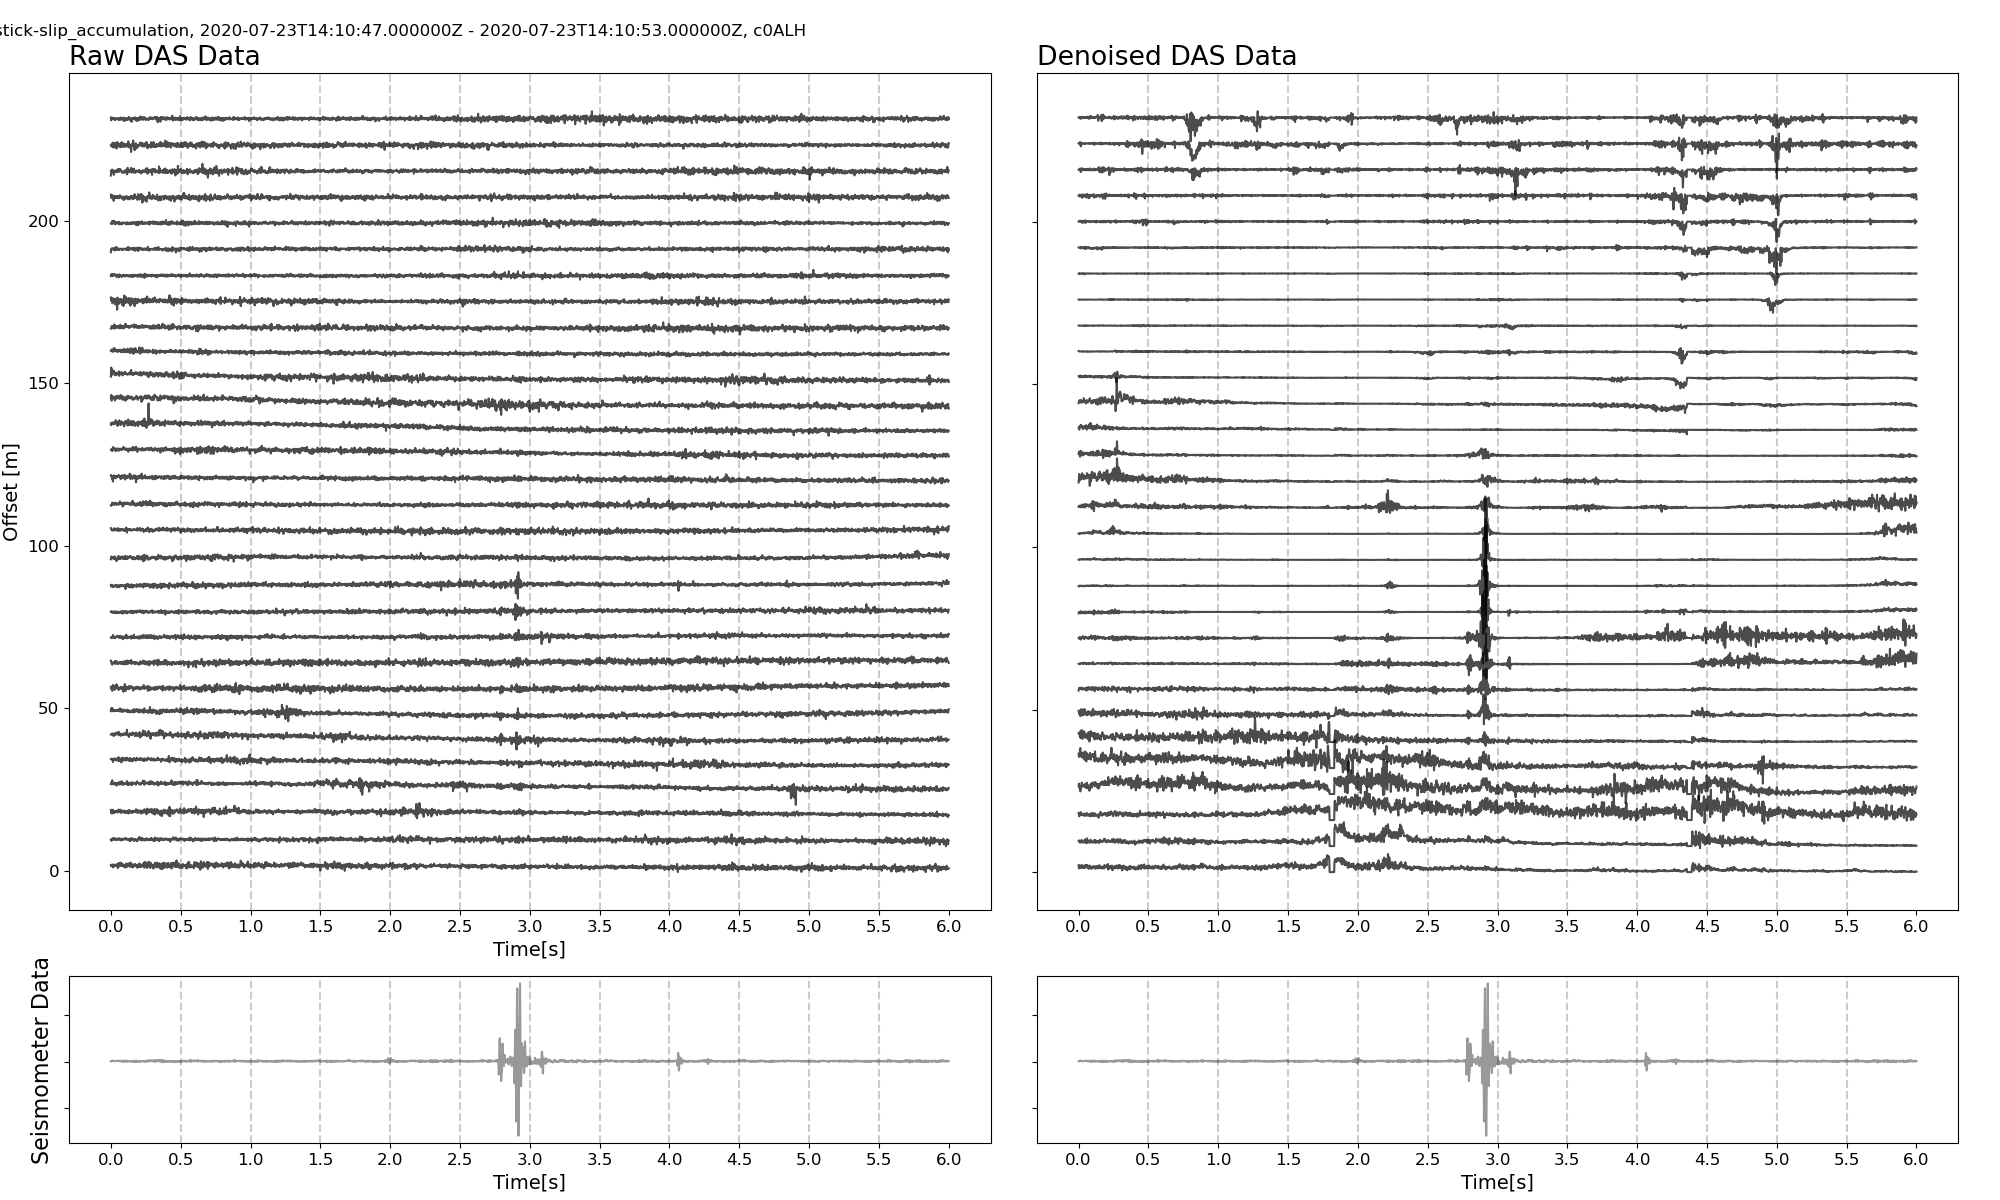 stick-slip_accumulation, 2020-07-23T14:10:47.000000Z - 2020-07-23T14:10:53.000000Z, c0ALH
Raw DAS Data
Denoised DAS Data
Offset [m]
200
150
100
50
0
0.0 0.5 1.0 1.5 2.0 2.5 3.0 3.5 4.0 4.5 5.0 5.5 6.0
Time[s]
0.0 0.5 1.0 1.5 2.0 2.5 3.0 3.5 4.0 4.5 5.0 5.5 6.0
Seismometer Data
0.0 0.5 1.0 1.5 2.0 2.5 3.0 3.5 4.0 4.5 5.0 5.5 6.0
Time[s]
0.0 0.5 1.0 1.5 2.0 2.5 3.0 3.5 4.0 4.5 5.0 5.5 6.0
Time[s]